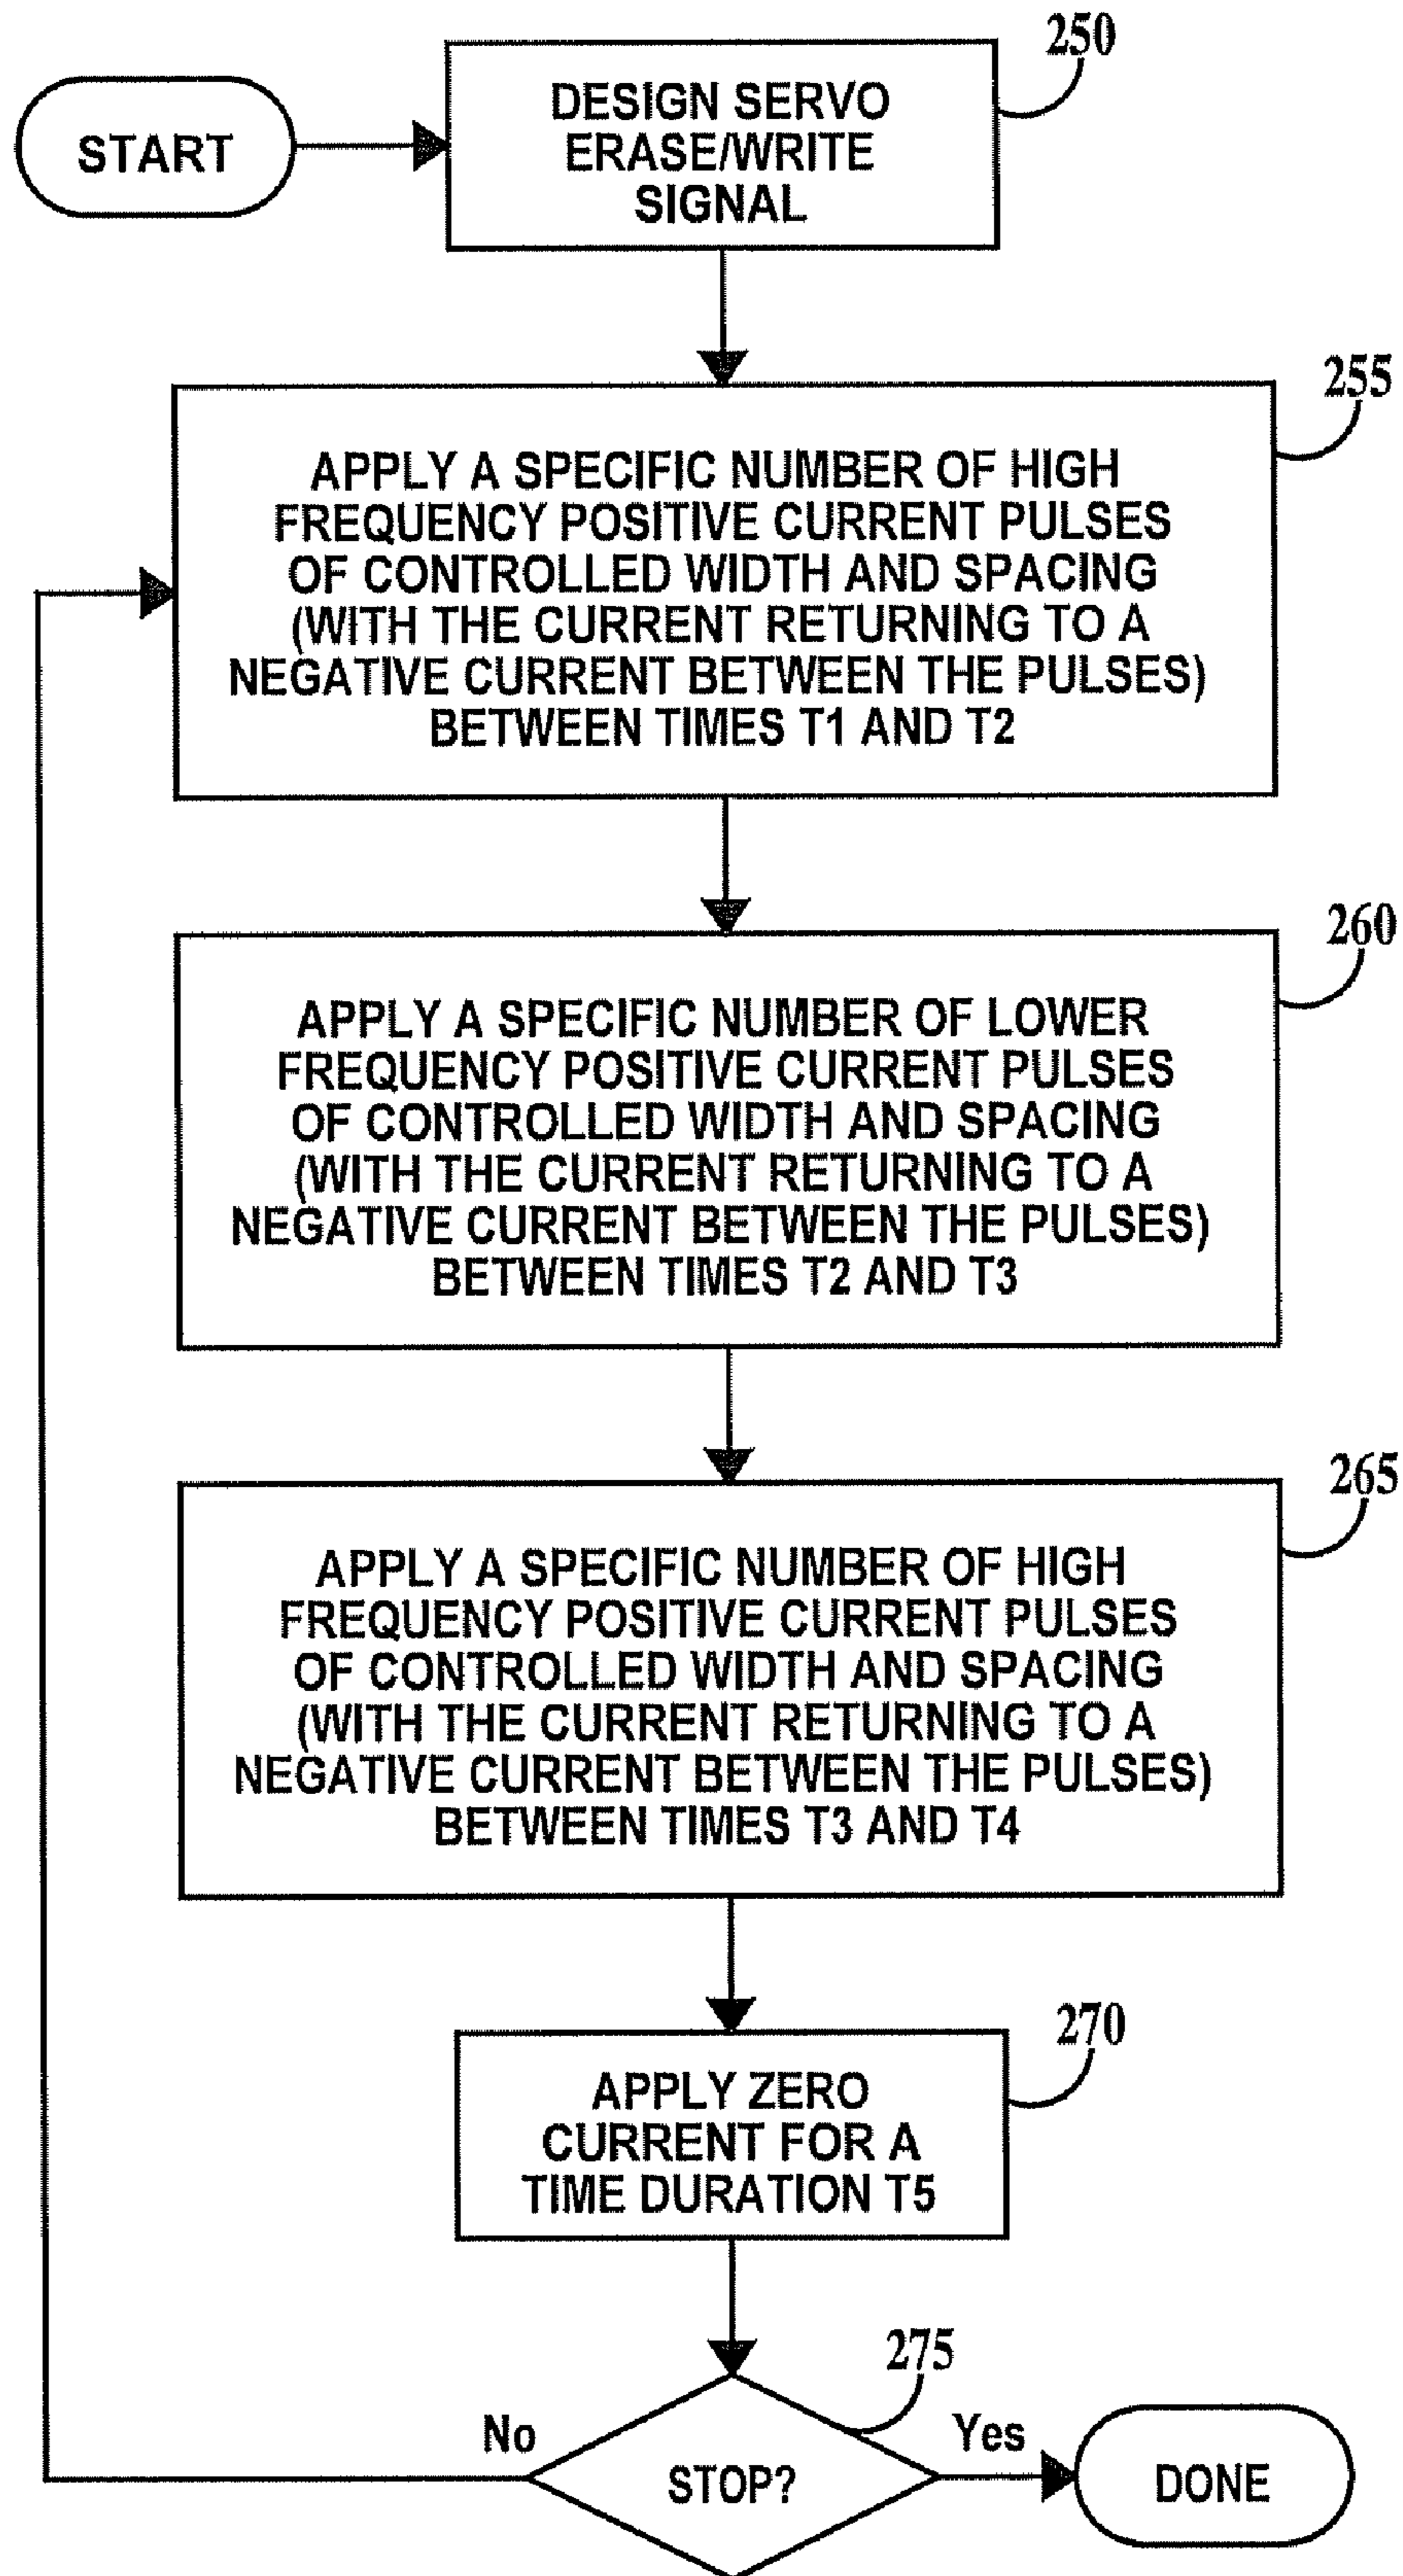 START
250
DESIGN SERVO
ERASE/WRITE
SIGNAL
255
APPLY A SPECIFIC NUMBER OF HIGH
FREQUENCY POSITIVE CURRENT PULSES
OF CONTROLLED WIDTH AND SPACING
(WITH THE CURRENT RETURNING TO A
NEGATIVE CURRENT BETWEEN THE PULSES)
BETWEEN TIMES T1 AND T2
260
APPLY A SPECIFIC NUMBER OF LOWER
FREQUENCY POSITIVE CURRENT PULSES
OF CONTROLLED WIDTH AND SPACING
(WITH THE CURRENT RETURNING TO A
NEGATIVE CURRENT BETWEEN THE PULSES)
BETWEEN TIMES T2 AND T3
265
APPLY A SPECIFIC NUMBER OF HIGH
FREQUENCY POSITIVE CURRENT PULSES
OF CONTROLLED WIDTH AND SPACING
(WITH THE CURRENT RETURNING TO A
NEGATIVE CURRENT BETWEEN THE PULSES)
BETWEEN TIMES T3 AND T4
270
APPLY ZERO
CURRENT FOR A
TIME DURATION T5
275
No
STOP?
Yes
DONE